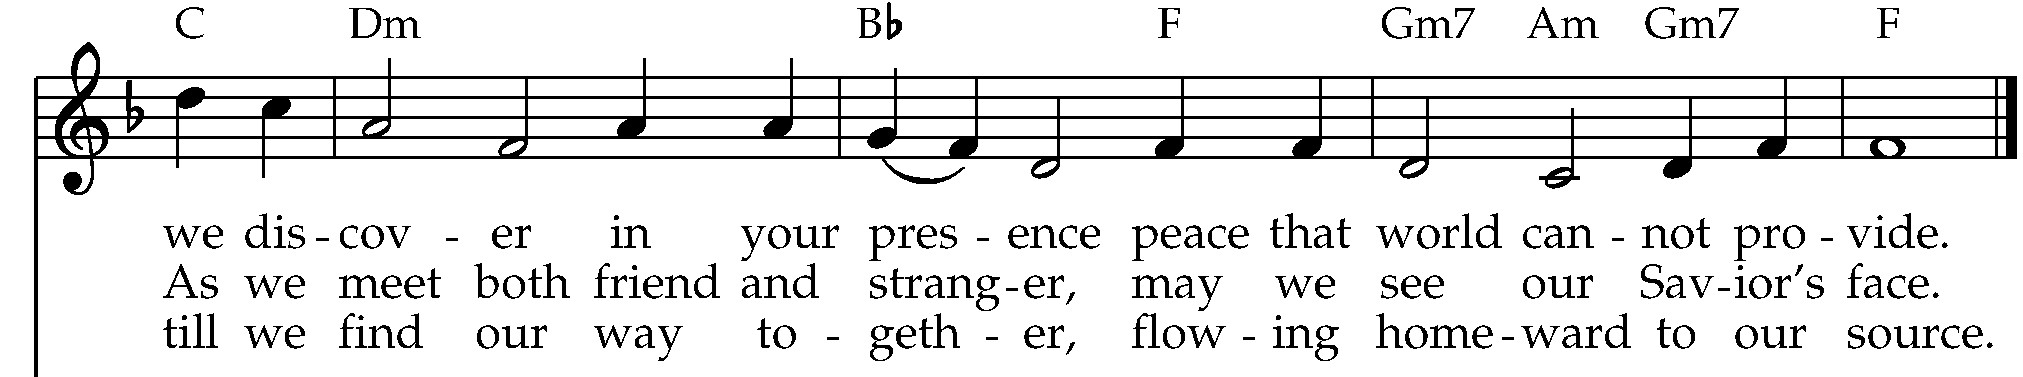 C Dm B♭ F Gm7 Am Gm7 F
we dis - cov - er in your pres - ence peace that world can - not pro - vide.
As we meet both friend and strang - er, may we see our Sav - ior's face.
till we find our way to - geth - er, flow - ing home - ward to our source.